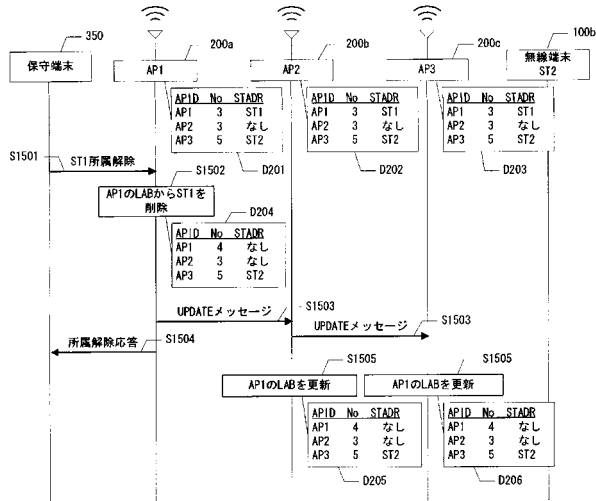 350
200a
200b
200c
100b
保守端末
AP1
AP2
AP3
無線端末
ST2
APID No STADR
AP1 3 ST1
AP2 3 なし
AP3 5 ST2
D201
APID No STADR
AP1 3 ST1
AP2 3 なし
AP3 5 ST2
D202
APID No STADR
AP1 3 ST1
AP2 3 なし
AP3 5 ST2
D203
S1501
ST1所属解除
S1502
AP1のLABからST1を
削除
D204
APID No STADR
AP1 4 なし
AP2 3 なし
AP3 5 ST2
UPDATEメッセージ
S1503
UPDATEメッセージ
S1503
所属解除応答
S1504
S1505
AP1のLABを更新
S1505
AP1のLABを更新
APID No STADR
AP1 4 なし
AP2 3 なし
AP3 5 ST2
D205
APID No STADR
AP1 4 なし
AP2 3 なし
AP3 5 ST2
D206